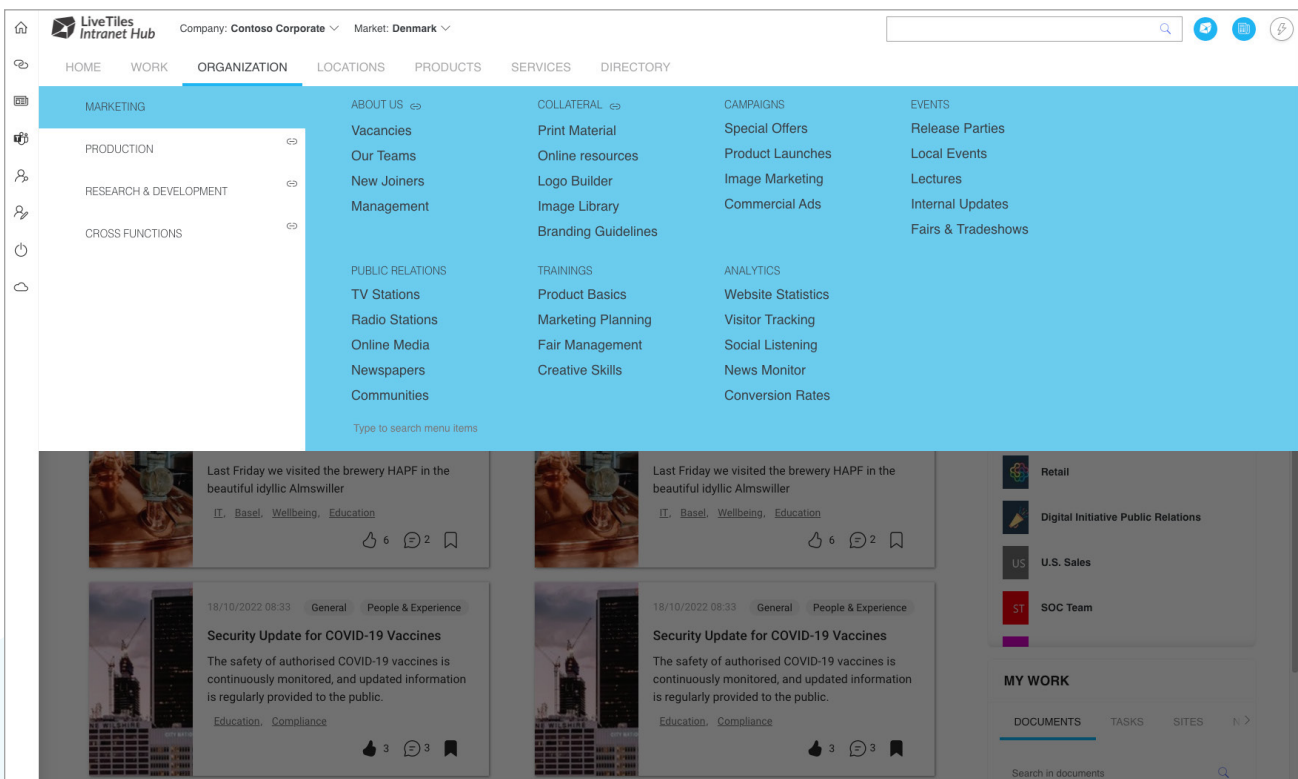 LiveTiles
Intranet Hub
Company: Contoso Corporate
Market: Denmark
HOME WORK ORGANIZATION LOCATIONS PRODUCTS SERVICES DIRECTORY
MARKETING
PRODUCTION
RESEARCH & DEVELOPMENT
CROSS FUNCTIONS
ABOUT US
Vacancies
Our Teams
New Joiners
Management
COLLATERAL
Print Material
Online resources
Logo Builder
Image Library
Branding Guidelines
CAMPAIGNS
Special Offers
Product Launches
Image Marketing
Commercial Ads
EVENTS
Release Parties
Local Events
Lectures
Internal Updates
Fairs & Tradeshows
PUBLIC RELATIONS
TV Stations
Radio Stations
Online Media
Newspapers
Communities
TRAININGS
Product Basics
Marketing Planning
Fair Management
Creative Skills
ANALYTICS
Website Statistics
Visitor Tracking
Social Listening
News Monitor
Conversion Rates
Type to search menu items
Last Friday we visited the brewery HAPF in the
beautiful idyllic Almswiller
IT, Basel, Wellbeing, Education
6 2
Last Friday we visited the brewery HAPF in the
beautiful idyllic Almswiller
IT, Basel, Wellbeing, Education
6 2
18/10/2022 08:33 General People & Experience
Security Update for COVID-19 Vaccines
The safety of authorised COVID-19 vaccines is
continuously monitored, and updated information
is regularly provided to the public.
Education, Compliance
3 3
18/10/2022 08:33 General People & Experience
Security Update for COVID-19 Vaccines
The safety of authorised COVID-19 vaccines is
continuously monitored, and updated information
is regularly provided to the public.
Education, Compliance
3 3
Retail
Digital Initiative Public Relations
US U.S. Sales
ST SOC Team
MY WORK
DOCUMENTS TASKS SITES
Search in documents